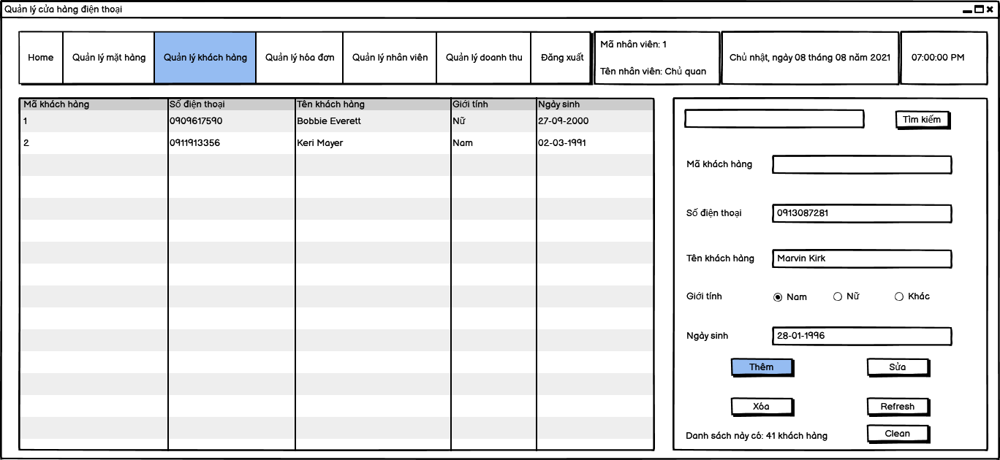 Quản lý cửa hàng điện thoại
Home Quản lý mặt hàng Quản lý khách hàng Quản lý hóa đơn Quản lý nhân viên Quản lý doanh thu Đăng xuất
Mã nhân viên: 1
Tên nhân viên: Chủ quan
Chủ nhật, ngày 08 tháng 08 năm 2021
07:00:00 PM
Mã khách hàng Số điện thoại Tên khách hàng Giới tính Ngày sinh
1 0909617590 Bobbie Everett Nữ 27-09-2000
2 0911913356 Keri Mayer Nam 02-03-1991
Tìm kiếm
Mã khách hàng
Số điện thoại 0913087281
Tên khách hàng Marvin Kirk
Giới tính Nam Nữ Khác
Ngày sinh 28-01-1996
Thêm Sửa
Xóa Refresh
Danh sách này có: 41 khách hàng Clean